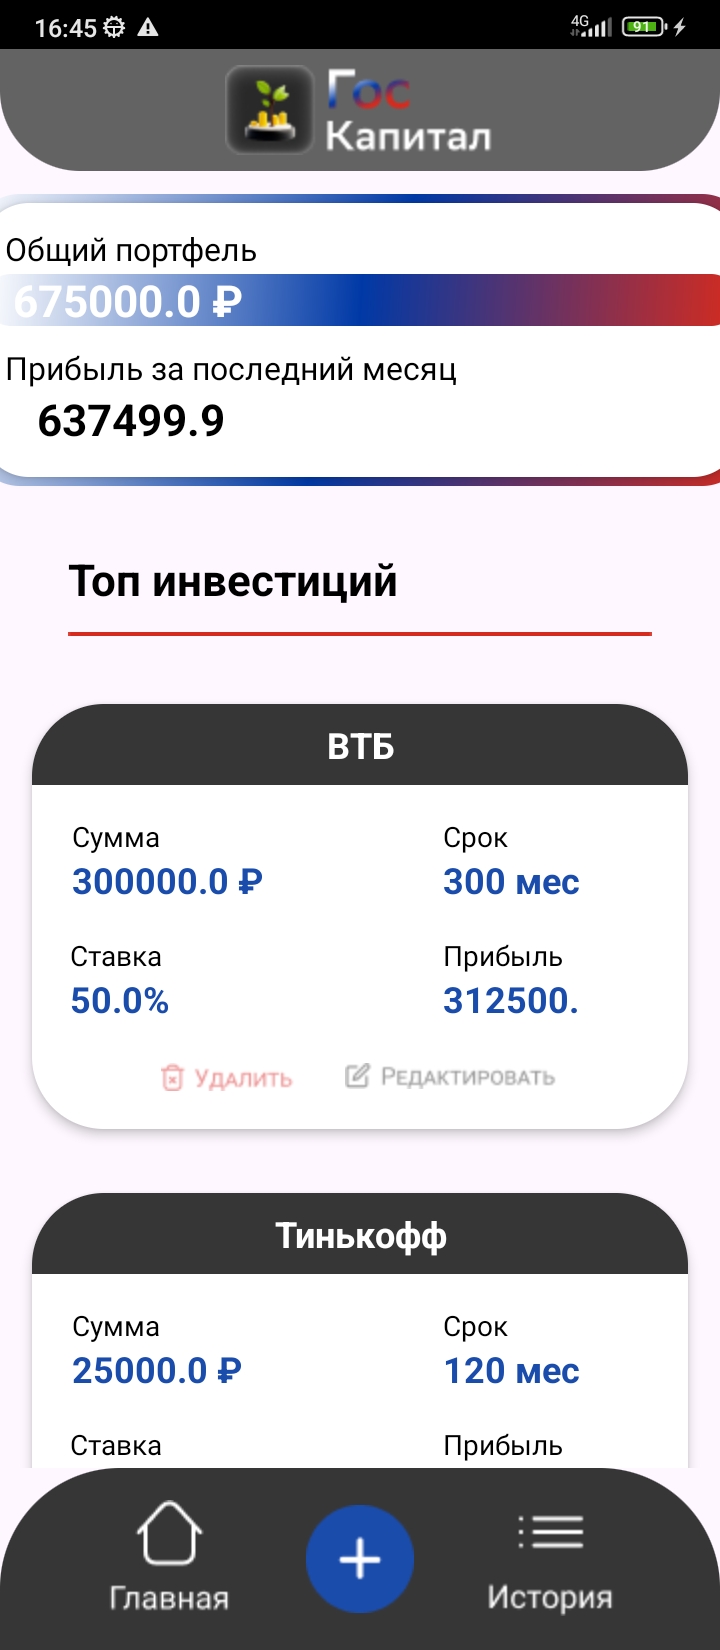 16:45 4G 91
Гос
Капитал
Общий портфель
675000.0 ₽
Прибыль за последний месяц
637499.9
Топ инвестиций
ВТБ
Сумма Срок
300000.0 ₽ 300 мес
Ставка Прибыль
50.0% 312500.
Удалить Редактировать
Тинькофф
Сумма Срок
25000.0 ₽ 120 мес
Ставка Прибыль
Главная История